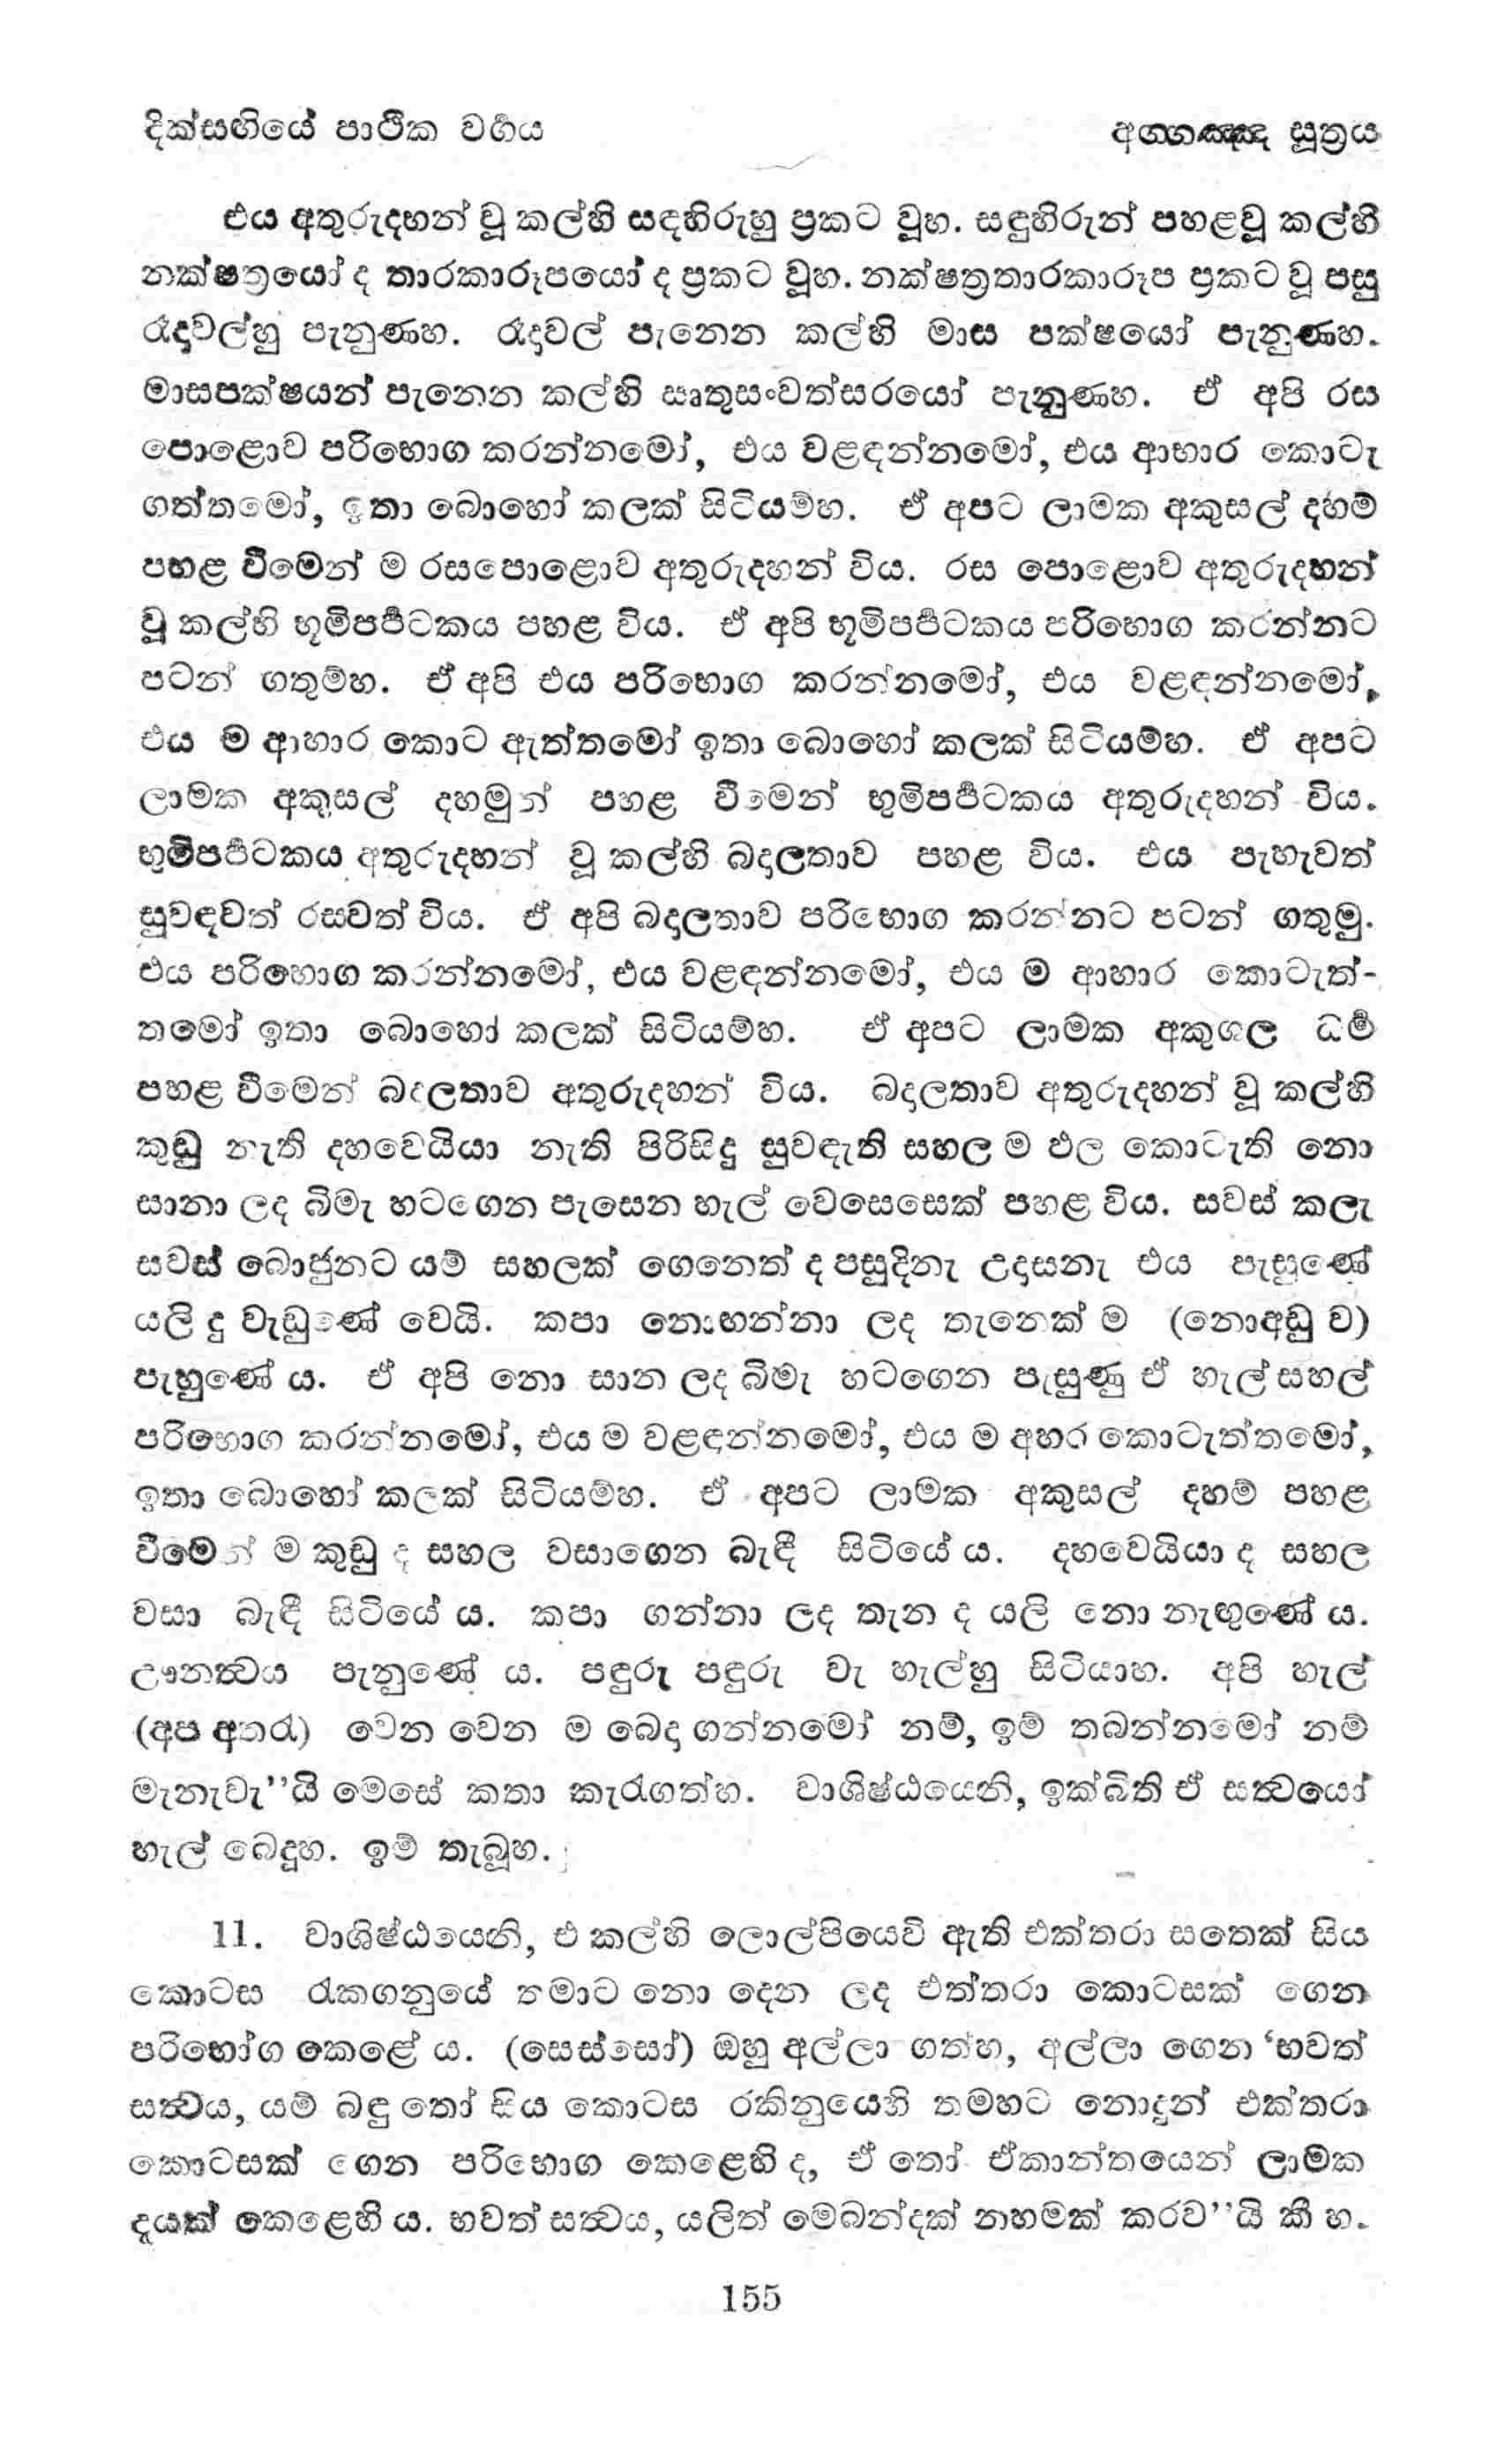 දික්සඟියේ පාථික වර්‍ගය
අග්ගඤ්ඤ සූත්‍රය
එය අතුරුදහන් වූ කල්හි සඳහිරුහු ප්‍රකට වූහ. සඳුහිරුන් පහළවූ කල්හි
නක්ෂත්‍රයෝ ද තාරකාරූපයෝ ද ප්‍රකට වූහ. නක්ෂත්‍රතාරකාරූප ප්‍රකට වූ පසු
රෑදාවල්හු පැනුණහ. රෑදාවල් පැනෙන කල්හි මාස පක්ෂයෝ පැනුණහ.
මාසපක්ෂයන් පැනෙන කල්හි ඍතුසංවත්සරයෝ පැනුණහ. ඒ අපි රස
පොළොව පරිභොග කරන්නමෝ, එය වළඳන්නමෝ, එය ආහාර කොටැ
ගත්තමෝ, ඉතා බොහෝ කලක් සිටියම්හ. ඒ අපට ලාමක අකුසල් දහම්
පහළ වීමෙන් ම රසපොළොව අතුරුදහන් විය. රස පොළොව අතුරුදහන්
වූ කල්හි භූමිපර්‍පටකය පහළ විය. ඒ අපි භූමිපර්‍පටකය පරිභොග කරන්නට
පටන් ගතුම්හ. ඒ අපි එය පරිභොග කරන්නමෝ, එය වළඳන්නමෝ,
එය ම ආහාර කොට ඇත්තමෝ ඉතා බොහෝ කලක් සිටියම්හ. ඒ අපට
ලාමක අකුසල් දහමුන් පහළ වීමෙන් භුමිපර්‍පටකය අතුරුදහන් විය.
භුමිපර්‍පටකය අතුරුදහන් වූ කල්හි බදාලතාව පහළ විය. එය පැහැවත්
සුවඳවත් රසවත් විය. ඒ අපි බදාලතාව පරිභොග කරන්නට පටන් ගතුමු.
එය පරිභොග කරන්නමෝ, එය වළඳන්නමෝ, එය ම ආහාර කොටැත්-
තමෝ ඉතා බොහෝ කලක් සිටියම්හ. ඒ අපට ලාමක අකුශල ධර්‍ම
පහළ වීමෙන් බදාලතාව අතුරුදහන් විය. බදාලතාව අතුරුදහන් වූ කල්හි
කුඩු නැති දහවෙයියා නැති පිරිසිදු සුවඳැති සහල ම ඵල කොටැති නො
සානා ලද බිමැ හටගෙන පැසෙන හැල් වෙසෙසෙක් පහළ විය. සවස් කලැ
සවස් බොජුනට යම් සහලක් ගෙනෙත් ද පසුදිනැ උදාසනැ එය පැසුණේ
යලි දු වැඩුණේ වෙයි. කපා නොගන්නා ලද තැනෙක් ම (නොඅඩු ව)
පැහුණේ ය. ඒ අපි නො සාන ලද බිමැ හටගෙන පැසුණු ඒ හැල් සහල්
පරිභොග කරන්නමෝ, එය ම වළඳන්නමෝ, එය ම අහර කොටැත්තමෝ,
ඉතා බොහෝ කලක් සිටියම්හ. ඒ අපට ලාමක අකුසල් දහම් පහළ
වීමෙන් ම කුඩු ද සහල වසාගෙන බැඳී සිටියේ ය. දහවෙයියා ද සහල
වසා බැඳී සිටියේ ය. කපා ගන්නා ලද තැන ද යලි නො නැඟුණේ ය.
ඌනත්‍වය පැනුණේ ය. පඳුරු පඳුරු වැ හැල්හු සිටියාහ. අපි හැල්
(අප අතරැ) වෙන වෙන ම බෙදා ගන්නමෝ නම්, ඉම් තබන්නමෝ නම්
මැනැවැ”යි මෙසේ කතා කැරැගත්හ. වාශිෂ්ඨයෙනි, ඉක්බිති ඒ සත්‍වයෝ
හැල් බෙදූහ. ඉම් තැබූහ.
11. වාශිෂ්ඨයෙනි, එ කල්හි ලොල්පියෙවි ඇති එක්තරා සතෙක් සිය
කොටස රැකගනුයේ තමාට නො දෙන ලද එත්තරා කොටසක් ගෙන
පරිභෝග කෙළේ ය. (සෙස්සෝ) ඔහු අල්ලා ගත්හ, අල්ලා ගෙන ‘භවත්
සත්‍වය, යම් බඳු තෝ සිය කොටස රකිනුයෙහි තමහට නොදුන් එක්තරා
කොටසක් ගෙන පරිභොග කෙළෙහි ද, ඒ තෝ ඒකාන්තයෙන් ලාමක
දෑයක් කෙළෙහි ය. භවත් සත්‍වය, යලිත් මෙබන්දක් නහමක් කරව”යි කී හ.
155